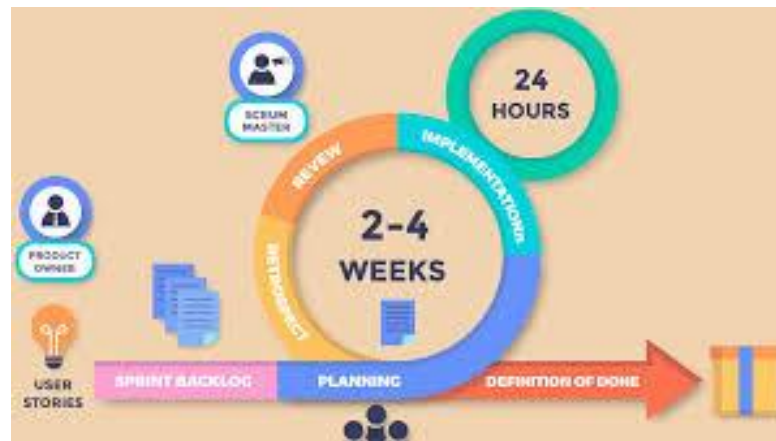 24
HOURS
SCRUM
MASTER
REVIEW
IMPLEMENTATIONS
2-4
WEEKS
PRODUCT
OWNER
RETROSPECT
USER
STORIES
SPRINT BACKLOG
PLANNING
DEFINITION OF DONE